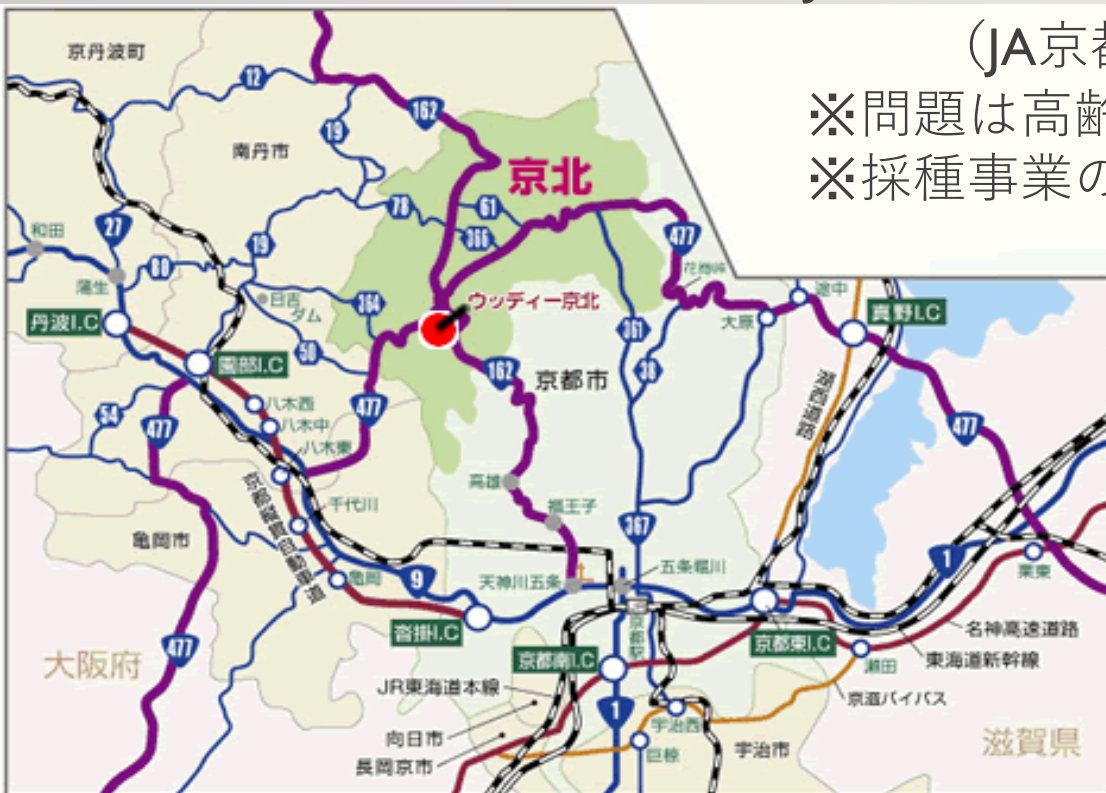 (JA京都
※問題は高齢
※採種事業の
京丹波町
12
162
19
南丹市
京北
78
61
366
477
27
和田
19
80
蒲生
日吉
ダム
364
ウッディー京北
花脊峠
途中
大原
真野I.C
丹波I.C
園部I.C
50
361
38
162
京都市
湖西道路
54
477
八木西
八木中
八木東
477
477
京都縦貫自動車道
千代川
高雄
福王子
367
亀岡市
亀岡
9
天神川五条
五条堀川
1
栗東
沓掛I.C
京都駅
京都東I.C
名神高速道路
477
大阪府
京都南I.C
瀬田
東海道新幹線
JR東海道本線
京滋バイパス
1
宇治西
向日市
長岡京市
巨椋
宇治市
滋賀県